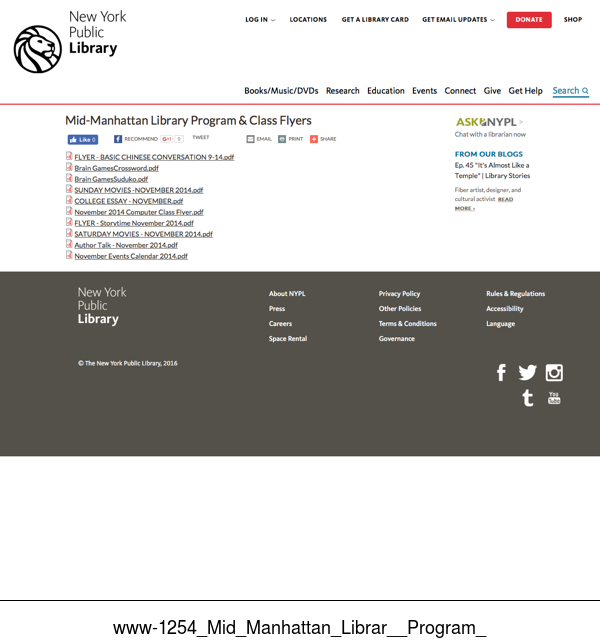 New York
Public
Library
LOG IN
LOCATIONS
GET A LIBRARY CARD
GET EMAIL UPDATES
DONATE
SHOP
Books/Music/DVDs Research Education Events Connect Give Get Help Search
Mid-Manhattan Library Program & Class Flyers
Like 0
RECOMMEND
G+1 0
TWEET
EMAIL
PRINT
SHARE
FLYER - BASIC CHINESE CONVERSATION 9-14.pdf
Brain GamesCrossword.pdf
Brain GamesSuduko.pdf
SUNDAY MOVIES -NOVEMBER 2014.pdf
COLLEGE ESSAY - NOVEMBER 2014.pdf
November 2014 Computer Class Flyer.pdf
FLYER - Storytime November 2014.pdf
SATURDAY MOVIES - NOVEMBER 2014.pdf
Author Talk - November 2014.pdf
November Events Calendar 2014.pdf
ASK NYPL >
Chat with a librarian now
FROM OUR BLOGS
Ep. 45 "It's Almost Like a
Temple" | Library Stories
Fiber artist, designer, and
cultural activist READ
MORE ›
New York
Public
Library
About NYPL
Press
Careers
Space Rental
Privacy Policy
Other Policies
Terms & Conditions
Governance
Rules & Regulations
Accessibility
Language
© The New York Public Library, 2016
You
Tube
www-1254_Mid_Manhattan_Librar__Program_